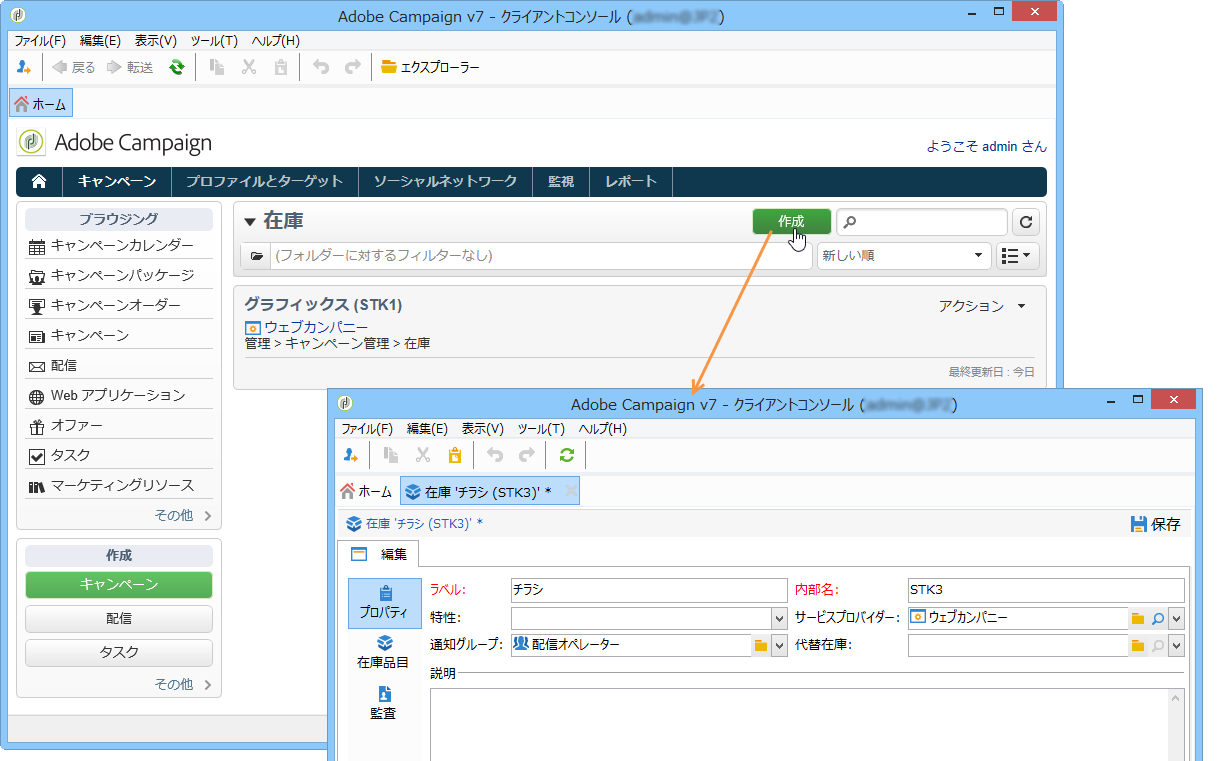 Adobe Campaign v7 - クライアントコンソール (
ファイル(F) 編集(E) 表示(V) ツール(T) ヘルプ(H)
戻る 転送 エクスプローラー
ホーム
Adobe Campaign
ようこそ admin さん
キャンペーン プロファイルとターゲット ソーシャルネットワーク 監視 レポート
ブラウジング
キャンペーンカレンダー
キャンペーンパッケージ
キャンペーンオーダー
キャンペーン
配信
Web アプリケーション
オファー
タスク
マーケティングリソース
その他
作成
キャンペーン
配信
タスク
その他
在庫 作成
(フォルダーに対するフィルターなし) 新しい順
グラフィックス (STK1) アクション
ウェブカンパニー
管理 > キャンペーン管理 > 在庫
最終更新日 : 今日
Adobe Campaign v7 - クライアントコンソール (
ファイル(F) 編集(E) 表示(V) ツール(T) ヘルプ(H)
ホーム 在庫 'チラシ (STK3)' *
在庫 'チラシ (STK3)' * 保存
編集
プロパティ
在庫品目
監査
ラベル: チラシ 内部名: STK3
特性: サービスプロバイダー: ウェブカンパニー
通知グループ: 配信オペレーター 代替在庫:
説明